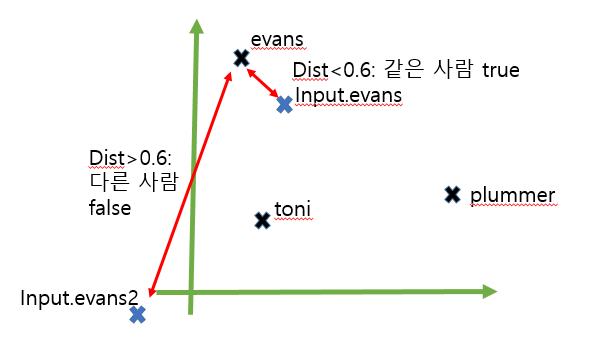 evans
Dist<0.6: 같은 사람 true
Input.evans
Dist>0.6:
다른 사람
false
toni
plummer
Input.evans2